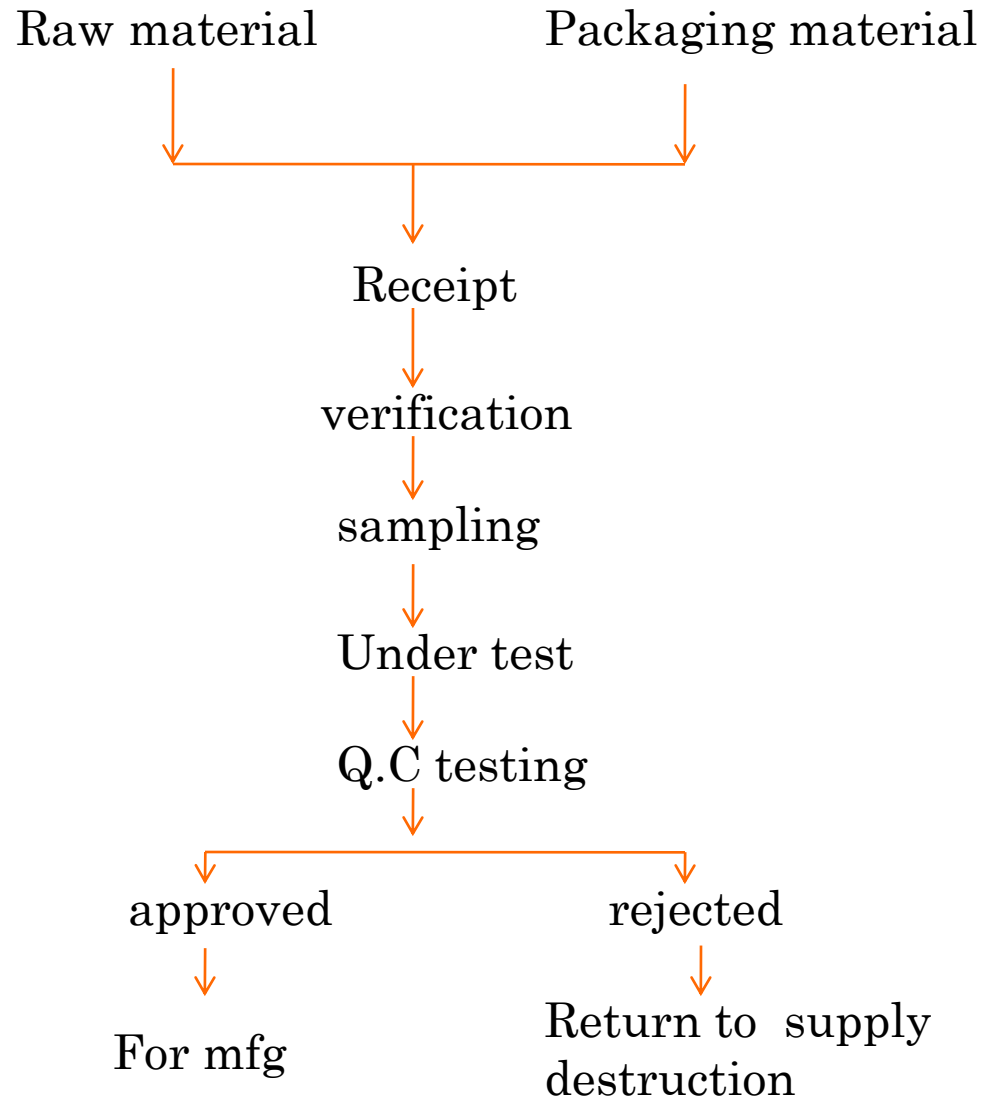 Raw material
Packaging material
Receipt
verification
sampling
Under test
Q.C testing
approved
rejected
For mfg
Return to supply
destruction